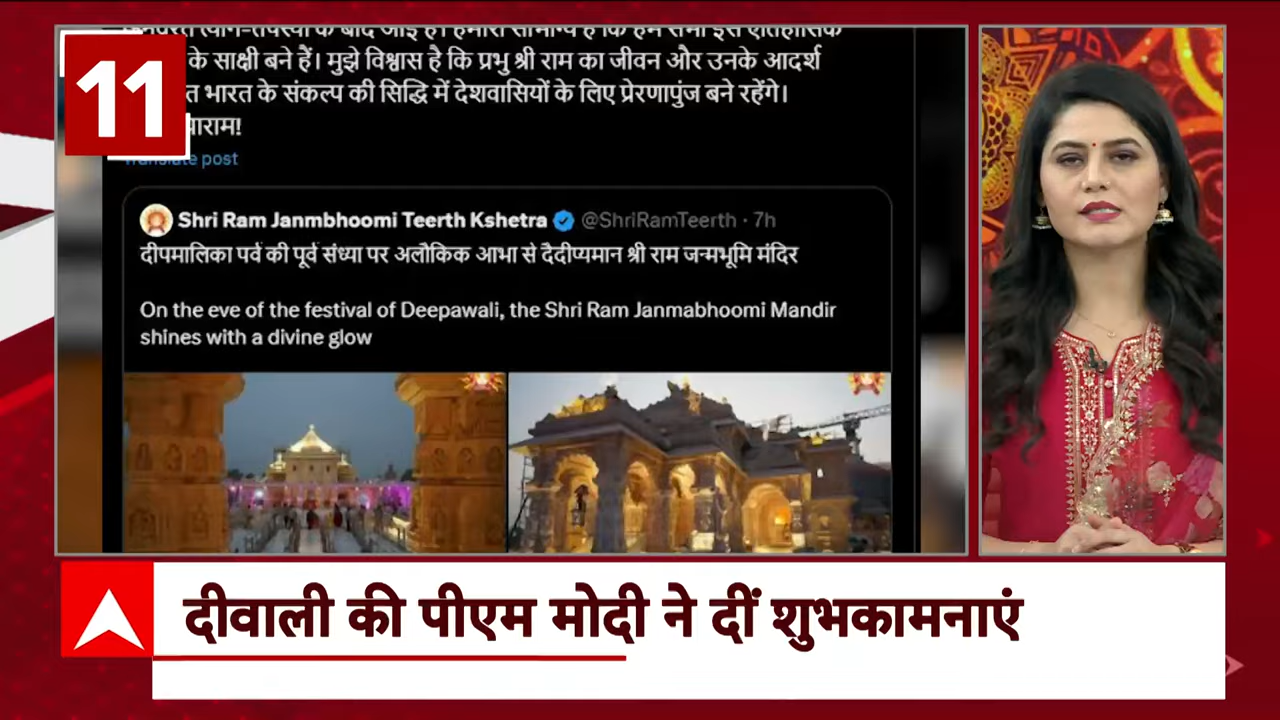 11
के साक्षी बने हैं। मुझे विश्वास है कि प्रभु श्री राम का जीवन और उनके आदर्श
भारत के संकल्प की सिद्धि में देशवासियों के लिए प्रेरणापुंज बने रहेंगे।
Translate post
Shri Ram Janmbhoomi Teerth Kshetra @ShriRamTeerth · 7h
दीपमालिका पर्व की पूर्व संध्या पर अलौकिक आभा से दैदीप्यमान श्री राम जन्मभूमि मंदिर
On the eve of the festival of Deepawali, the Shri Ram Janmabhoomi Mandir
shines with a divine glow
दीवाली की पीएम मोदी ने दीं शुभकामनाएं